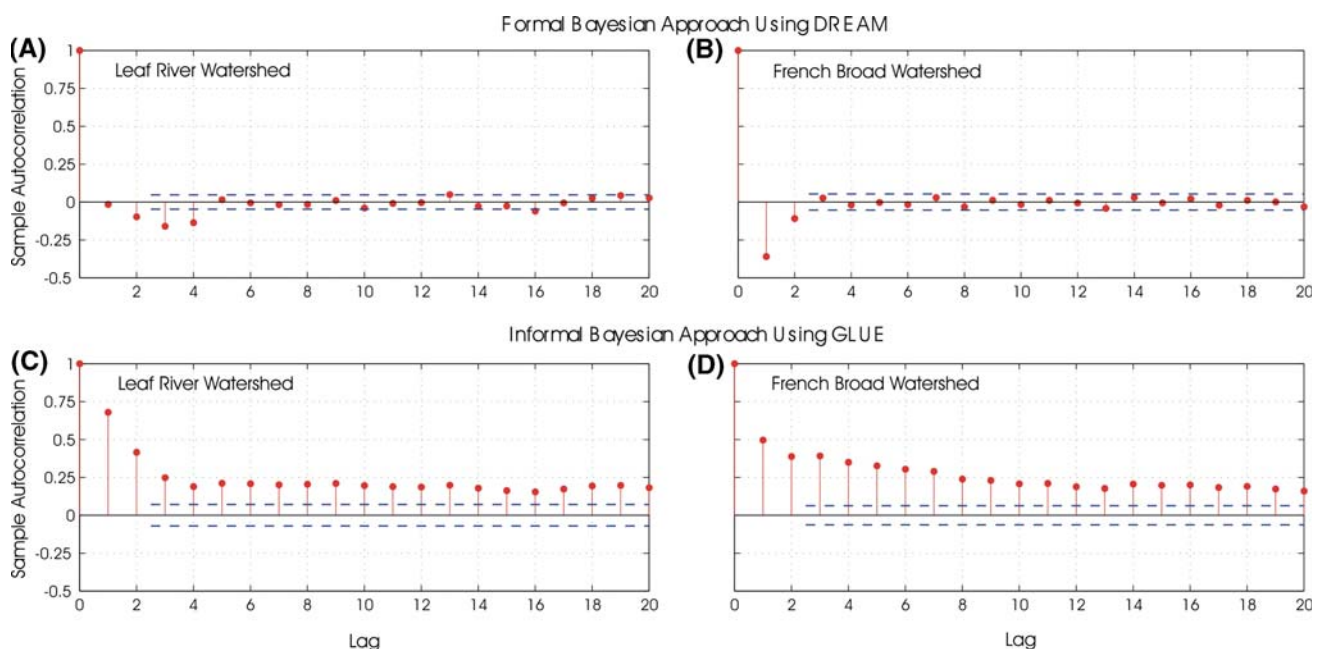 Formal Bayesian Approach Using DREAM
(A)
(B)
Leaf River Watershed
French Broad Watershed
Sample Autocorrelation
1
0.75
0.5
0.25
0
-0.25
-0.5
0 2 4 6 8 10 12 14 16 18 20
0 2 4 6 8 10 12 14 16 18 20
Informal Bayesian Approach Using GLUE
(C)
(D)
Leaf River Watershed
French Broad Watershed
Sample Autocorrelation
1
0.75
0.5
0.25
0
-0.25
-0.5
0 2 4 6 8 10 12 14 16 18 20
0 2 4 6 8 10 12 14 16 18 20
Lag
Lag